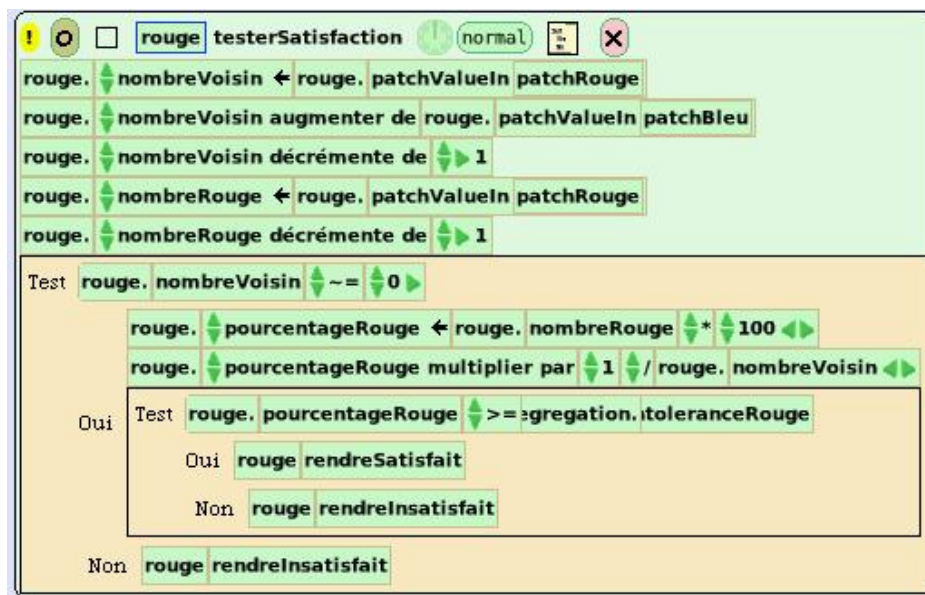 ! rouge testerSatisfaction normal
rouge. nombreVoisin ← rouge. patchValueIn patchRouge
rouge. nombreVoisin augmenter de rouge. patchValueIn patchBleu
rouge. nombreVoisin décrémente de 1
rouge. nombreRouge ← rouge. patchValueIn patchRouge
rouge. nombreRouge décrémente de 1
Test rouge. nombreVoisin ~= 0
rouge. pourcentageRouge ← rouge. nombreRouge * 100
rouge. pourcentageRouge multiplier par 1 / rouge. nombreVoisin
Oui Test rouge. pourcentageRouge >= egregation. toleranceRouge
Oui rouge rendreSatisfait
Non rouge rendreInsatisfait
Non rouge rendreInsatisfait